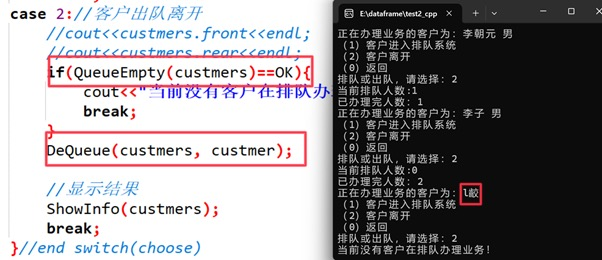 case 2://客户出队离开
//cout<<custmers.front<<endl;
//cout<<custmers.rear<<endl;
if(QueueEmpty(custmers)==OK){
cout<<"当前没有客户在排队办
break;
}
DeQueue(custmers, custmer);
//显示结果
ShowInfo(custmers);
break;
}//end switch(choose)
E:\dataframe\test2_cpp
正在办理业务的客户为: 李朝元 男
(1) 客户进入排队系统
(2) 客户离开
(0) 返回
排队或出队，请选择: 2
当前排队人数:1
已办理完人数: 1
正在办理业务的客户为: 李子 男
(1) 客户进入排队系统
(2) 客户离开
(0) 返回
排队或出队，请选择: 2
当前排队人数:0
已办理完人数: 2
正在办理业务的客户为:
(1) 客户进入排队系统
(2) 客户离开
(0) 返回
排队或出队，请选择: 2
当前没有客户在排队办理业务!